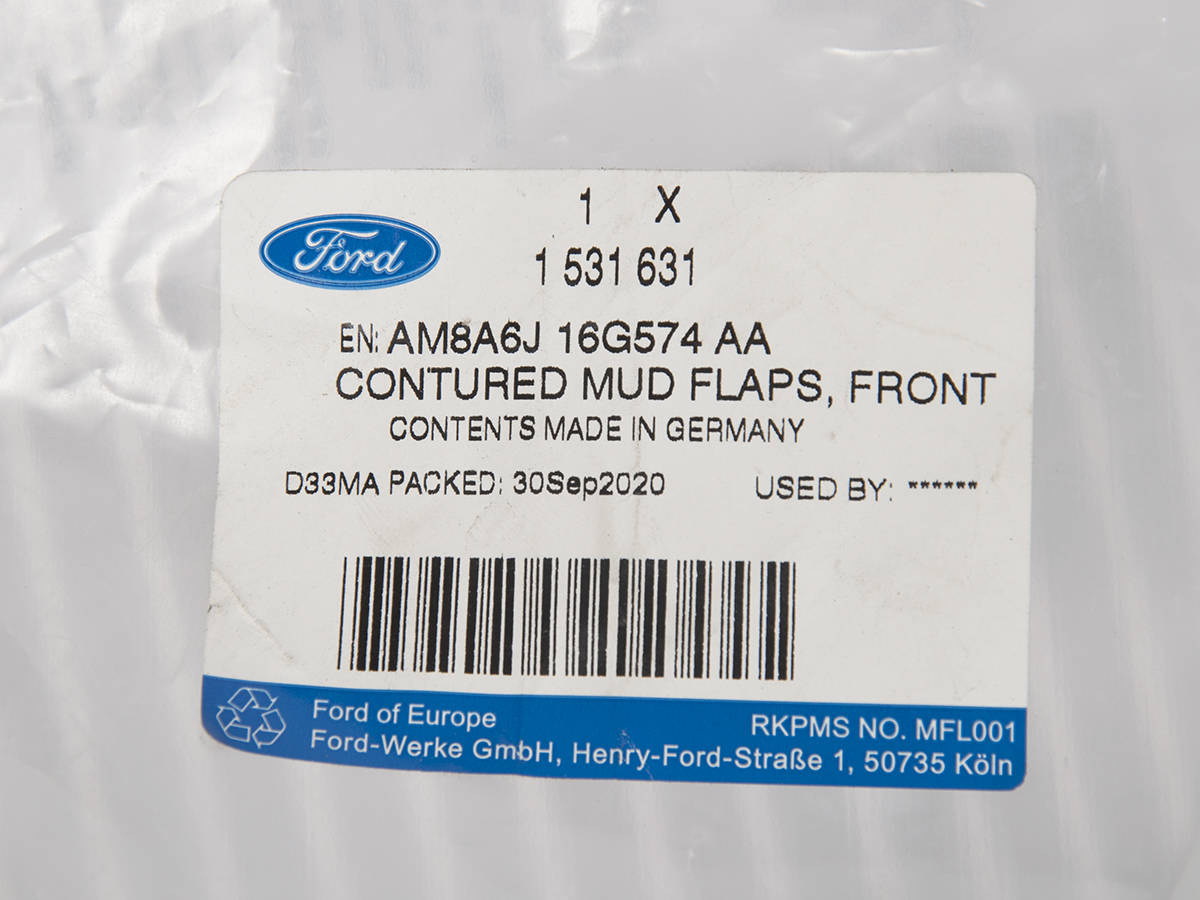 1 X
Ford
1 531 631
EN: AM8A6J 16G574 AA
CONTURED MUD FLAPS, FRONT
CONTENTS MADE IN GERMANY
D33MA PACKED: 30Sep2020 USED BY: ******
Ford of Europe RKPMS NO. MFL001
Ford-Werke GmbH, Henry-Ford-Straße 1, 50735 Köln